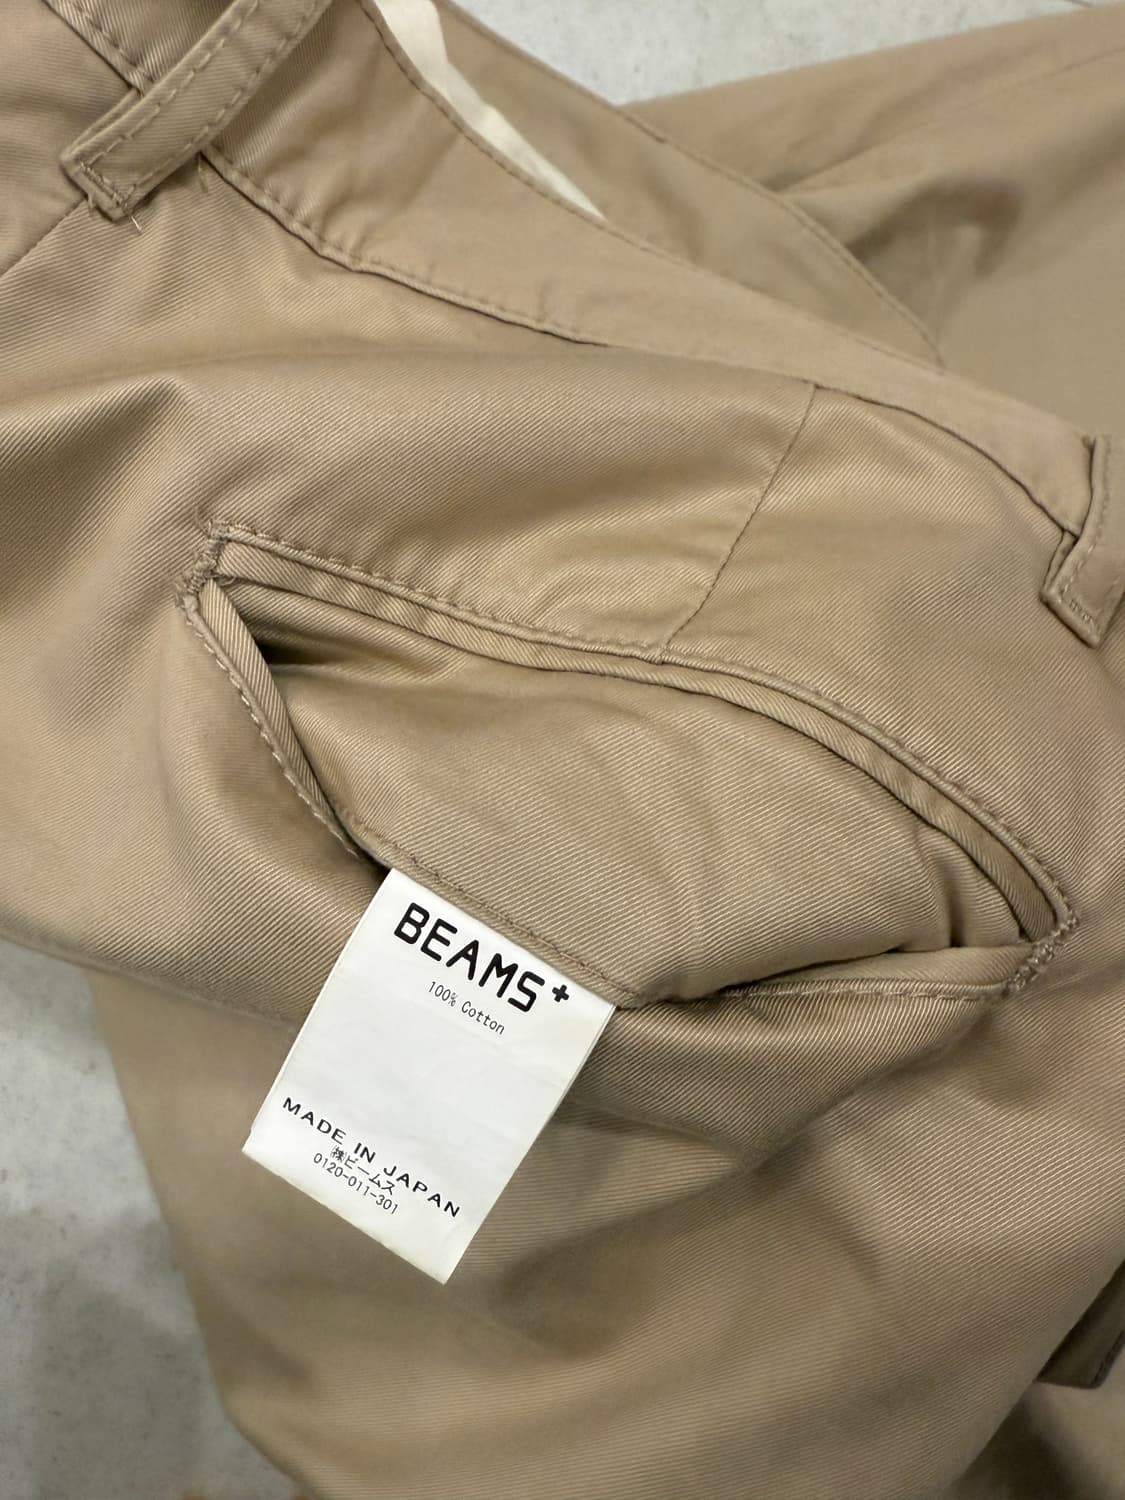 BEAMS+
100% Cotton
MADE IN JAPAN
㈱ビームス
0120-011-301